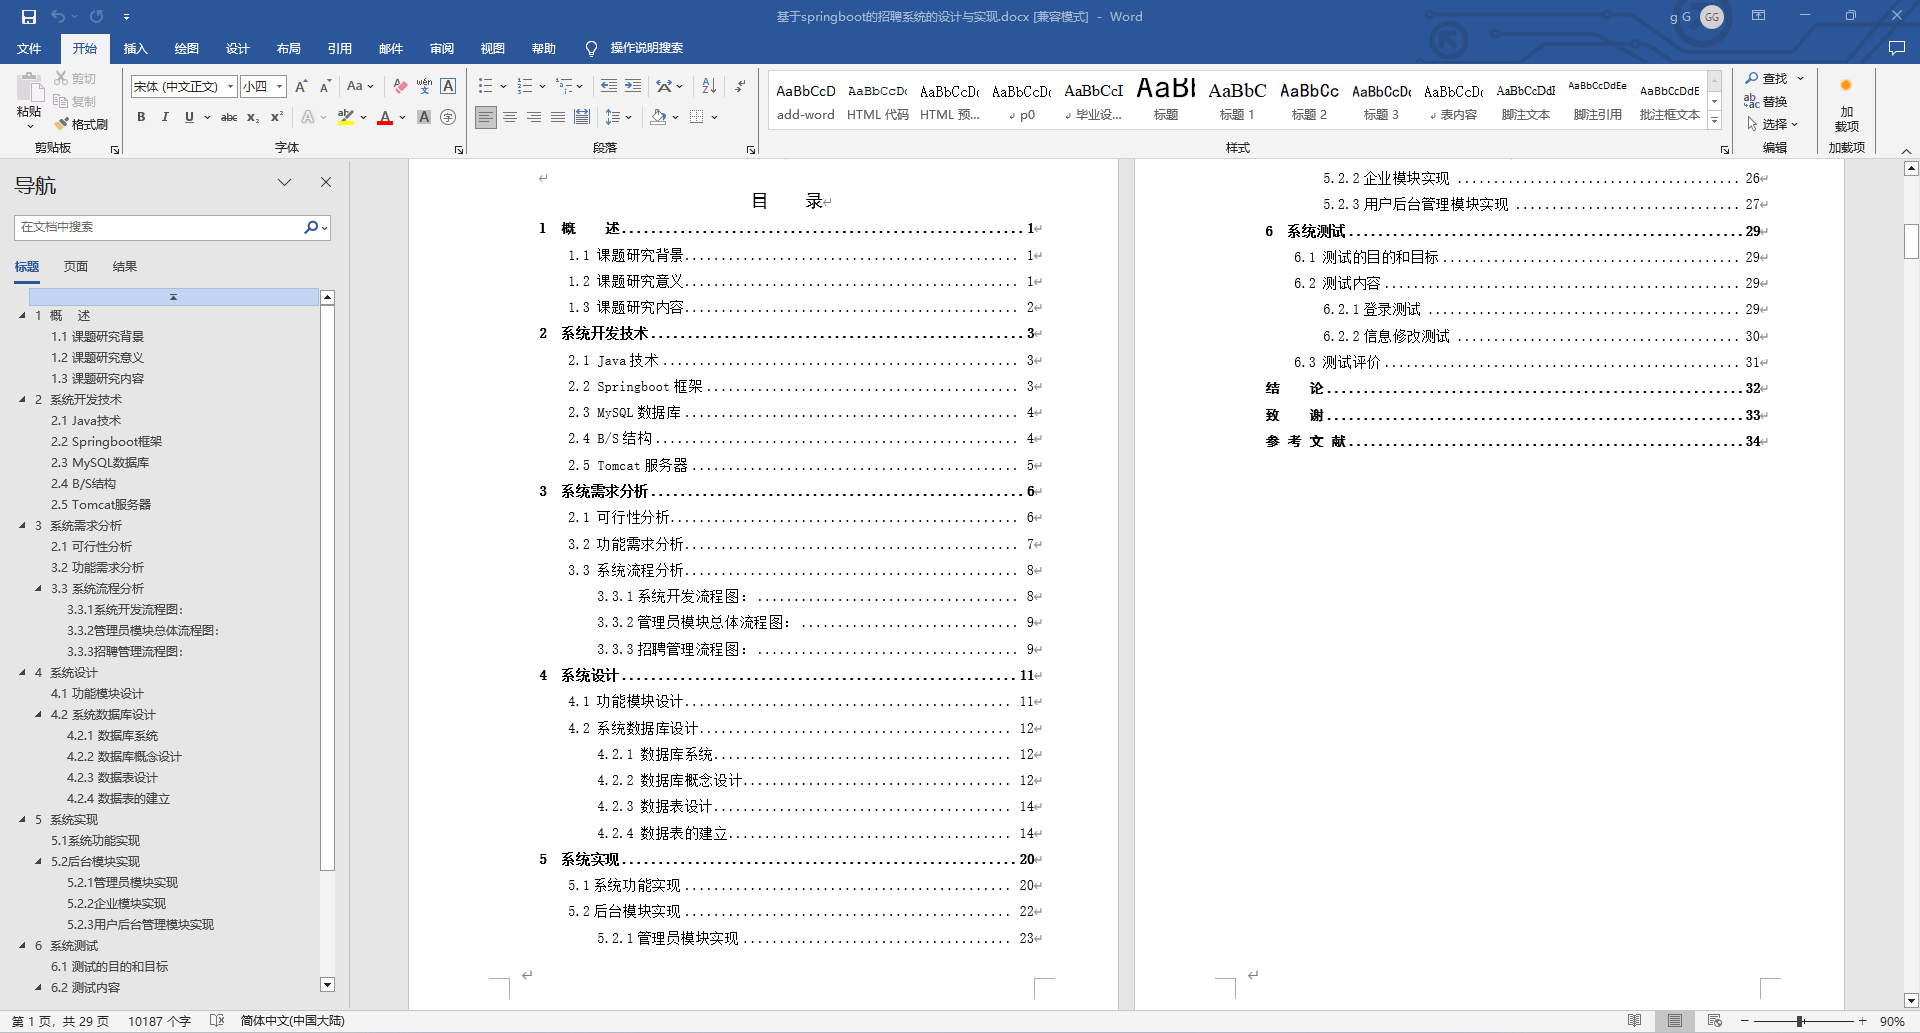 基于springboot的招聘系统的设计与实现.docx [兼容模式] - Word
g G GG
文件 开始 插入 绘图 设计 布局 引用 邮件 审阅 视图 帮助 操作说明搜索
粘贴 剪切 复制 格式刷
宋体 (中文正文) 小四
AaBbCcD AaBbCcDc AaBbCcDc AaBbCcDc AaBbCcI AaBl AaBbC AaBbCc AaBbCcDc AaBbCcDc AaBbCcDdI AaBbCcDdEe AaBbCcDdE
add-word HTML 代码 HTML 预... p0 毕业设... 标题 标题 1 标题 2 标题 3 表内容 脚注文本 脚注引用 批注框文本
查找 替换 选择
加载项
剪贴板 字体 段落 样式 编辑 加载项
导航
在文档中搜索
标题 页面 结果
1 概 述
1.1 课题研究背景
1.2 课题研究意义
1.3 课题研究内容
2 系统开发技术
2.1 Java技术
2.2 Springboot框架
2.3 MySQL数据库
2.4 B/S结构
2.5 Tomcat服务器
3 系统需求分析
2.1 可行性分析
3.2 功能需求分析
3.3 系统流程分析
3.3.1系统开发流程图:
3.3.2管理员模块总体流程图:
3.3.3招聘管理流程图:
4 系统设计
4.1 功能模块设计
4.2 系统数据库设计
4.2.1 数据库系统
4.2.2 数据库概念设计
4.2.3 数据表设计
4.2.4 数据表的建立
5 系统实现
5.1系统功能实现
5.2后台模块实现
5.2.1管理员模块实现
5.2.2企业模块实现
5.2.3用户后台管理模块实现
6 系统测试
6.1 测试的目的和目标
6.2 测试内容
目 录
1 概 述 1
1.1 课题研究背景 1
1.2 课题研究意义 1
1.3 课题研究内容 2
2 系统开发技术 3
2.1 Java 技术 3
2.2 Springboot 框架 3
2.3 MySQL 数据库 4
2.4 B/S 结构 4
2.5 Tomcat 服务器 5
3 系统需求分析 6
2.1 可行性分析 6
3.2 功能需求分析 7
3.3 系统流程分析 8
3.3.1 系统开发流程图: 8
3.3.2 管理员模块总体流程图: 9
3.3.3 招聘管理流程图: 9
4 系统设计 11
4.1 功能模块设计 11
4.2 系统数据库设计 12
4.2.1 数据库系统 12
4.2.2 数据库概念设计 12
4.2.3 数据表设计 14
4.2.4 数据表的建立 14
5 系统实现 20
5.1 系统功能实现 20
5.2 后台模块实现 22
5.2.1 管理员模块实现 23
5.2.2 企业模块实现 26
5.2.3 用户后台管理模块实现 27
6 系统测试 29
6.1 测试的目的和目标 29
6.2 测试内容 29
6.2.1 登录测试 29
6.2.2 信息修改测试 30
6.3 测试评价 31
结 论 32
致 谢 33
参 考 文 献 34
第 1 页, 共 29 页 10187 个字 简体中文(中国大陆) 90%